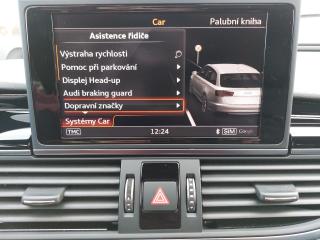 Car
Palubní kniha
Asistence řidiče
Výstraha rychlosti
Pomoc při parkování
Displej Head-up
Audi braking guard
Dopravní značky
Systémy Car
TMC
12:24
SIM
Google